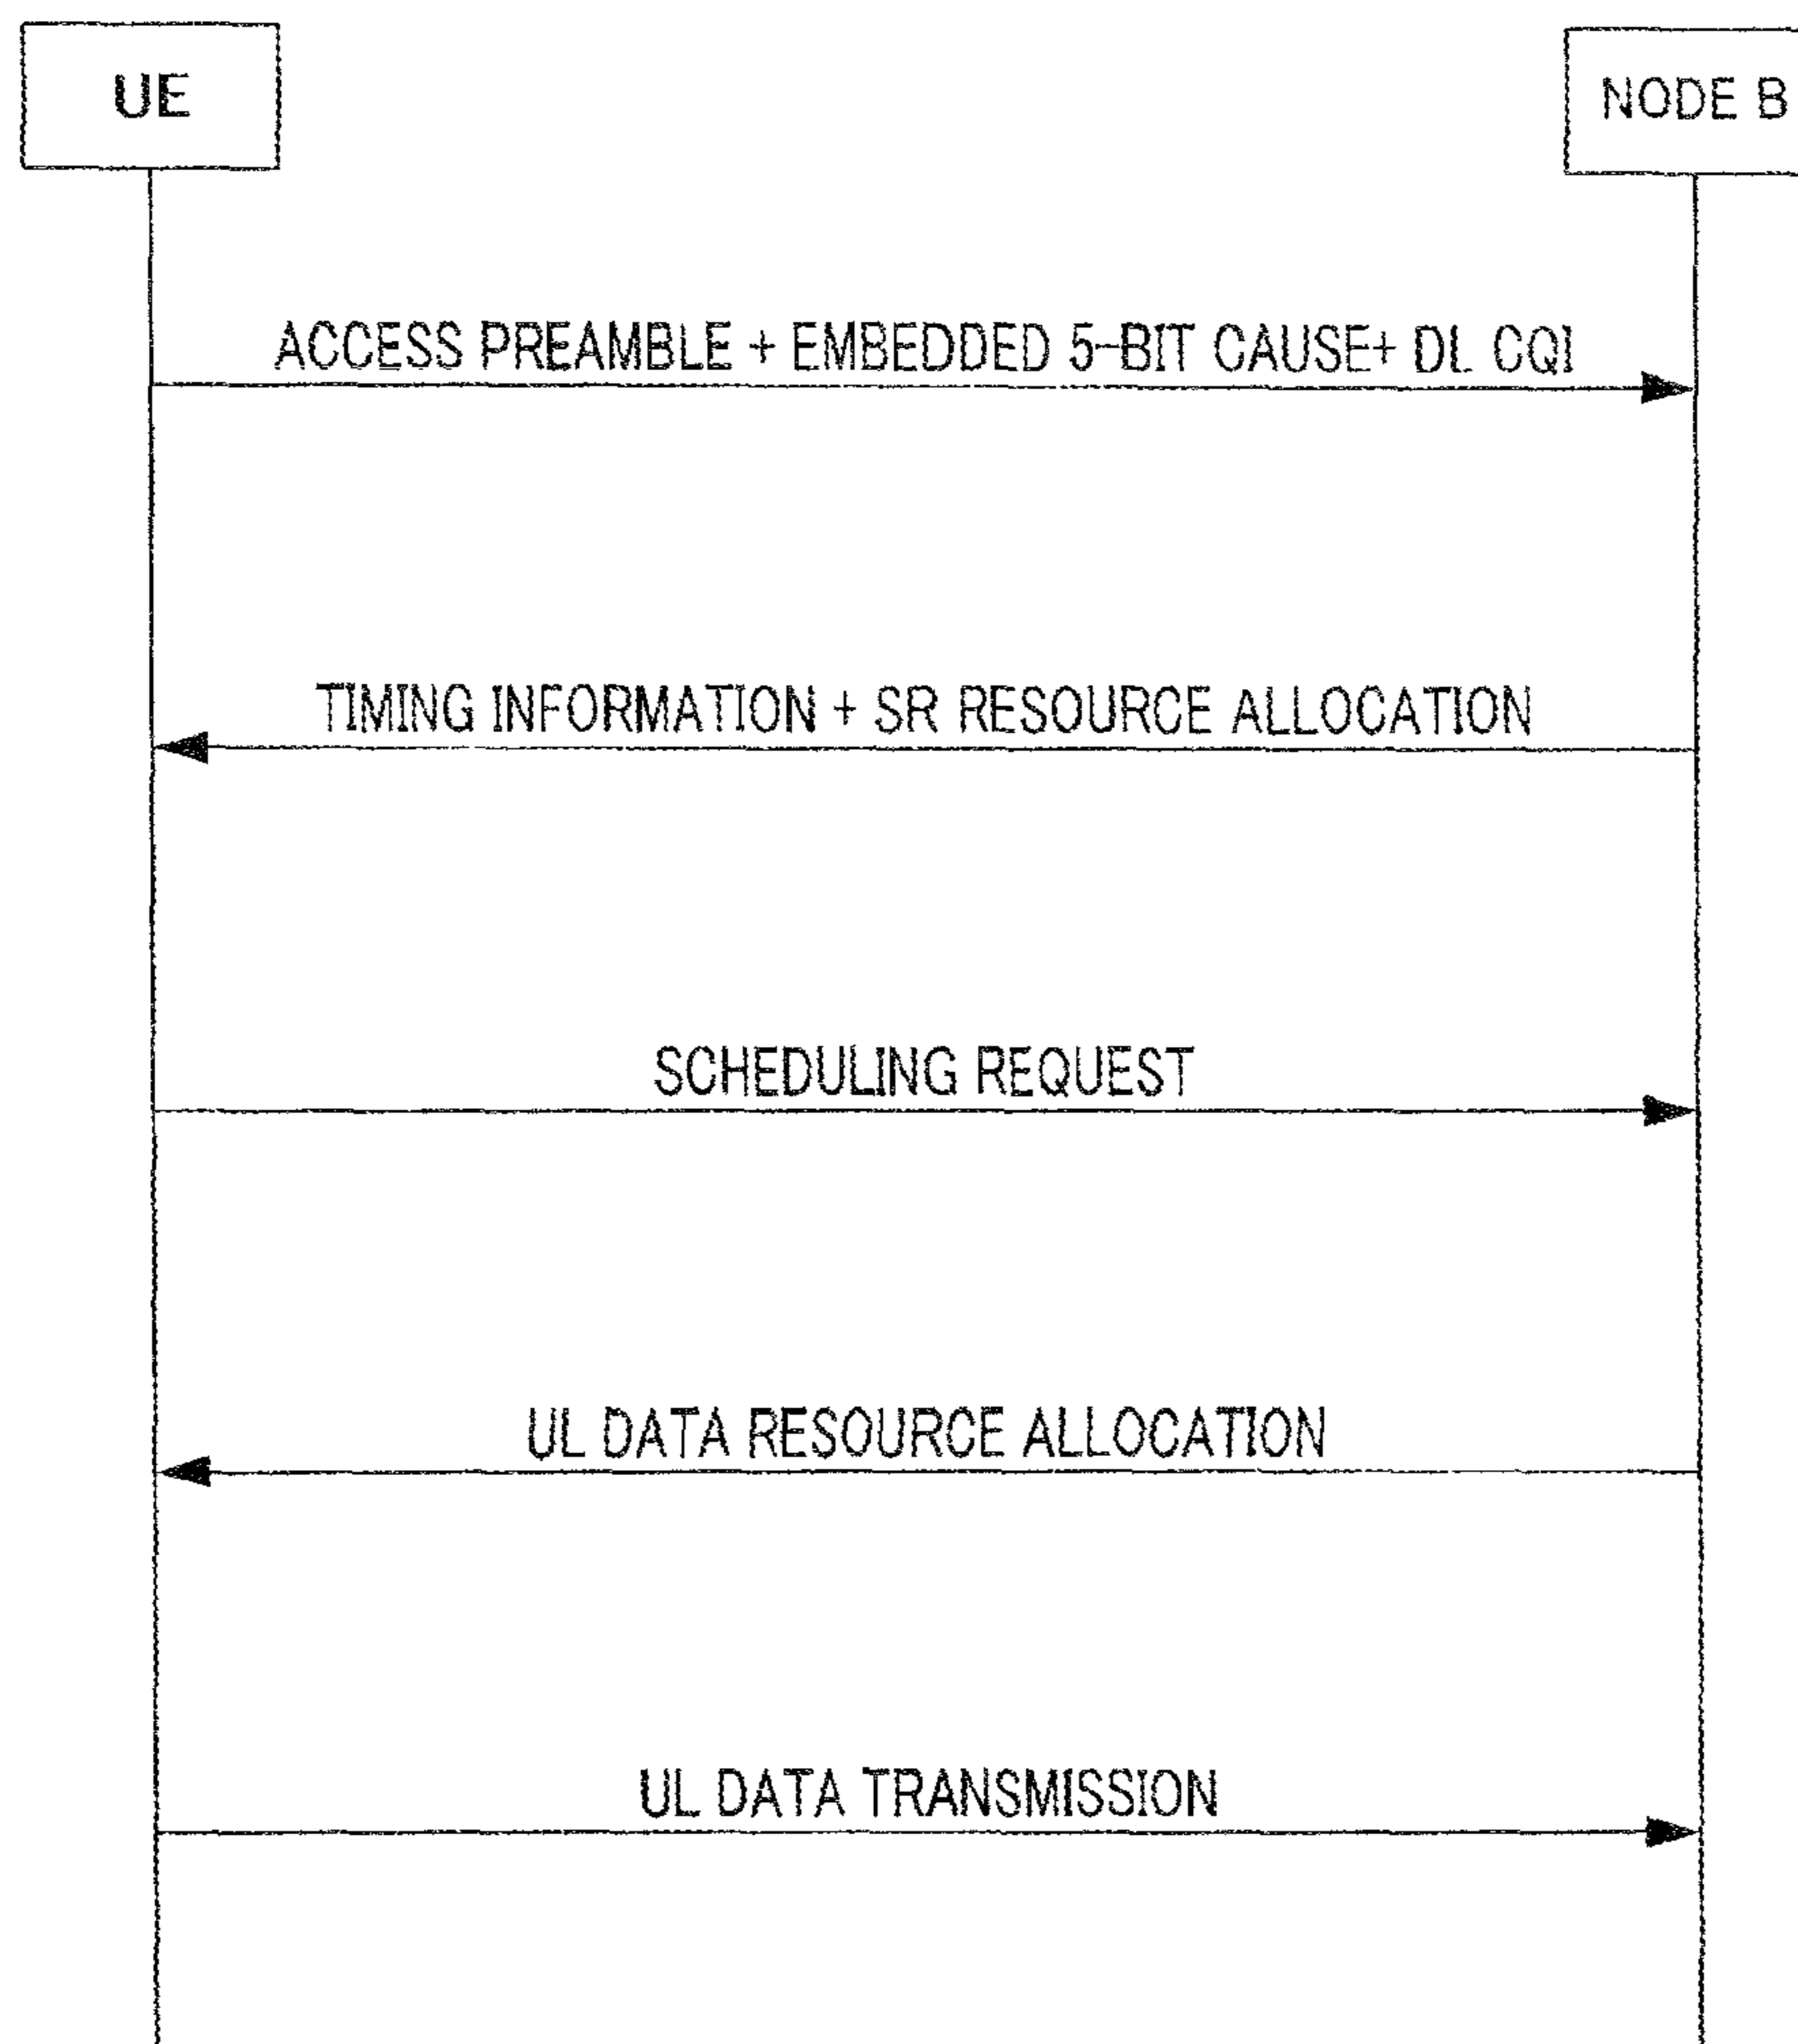 UE
NODE B
ACCESS PREAMBLE + EMBEDDED 5-BIT CAUSE+ DL CQI
TIMING INFORMATION + SR RESOURCE ALLOCATION
SCHEDULING REQUEST
UL DATA RESOURCE ALLOCATION
UL DATA TRANSMISSION